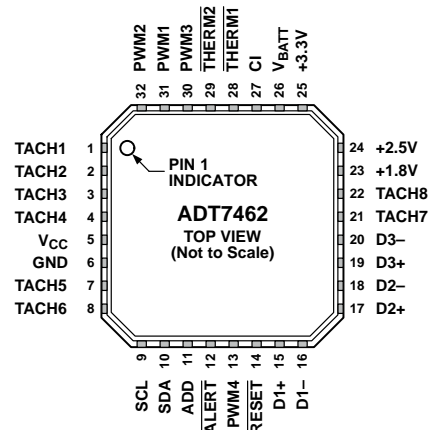 PWM2
PWM1
PWM3
THERM2
THERM1
CI
VBATT
+3.3V
32
31
30
29
28
27
26
25
TACH1 1
TACH2 2
TACH3 3
TACH4 4
VCC 5
GND 6
TACH5 7
TACH6 8
PIN 1
INDICATOR
ADT7462
TOP VIEW
(Not to Scale)
24 +2.5V
23 +1.8V
22 TACH8
21 TACH7
20 D3–
19 D3+
18 D2–
17 D2+
9
10
11
12
13
14
15
16
SCL
SDA
ADD
ALERT
PWM4
RESET
D1+
D1–